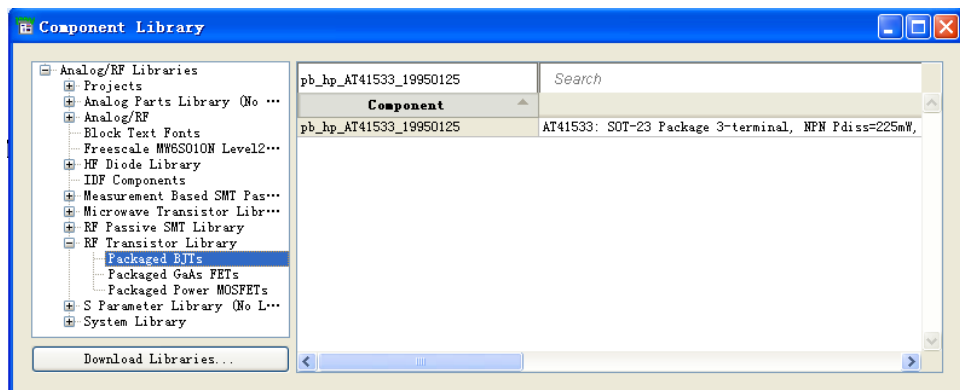 Component Library
Analog/RF Libraries
Projects
Analog Parts Library (No ...
Analog/RF
Block Text Fonts
Freescale MW6S010N Level2...
HF Diode Library
IDF Components
Measurement Based SMT Pas...
Microwave Transistor Libr...
RF Passive SMT Library
RF Transistor Library
Packaged BJTs
Packaged GaAs FETs
Packaged Power MOSFETs
S Parameter Library (No L...
System Library
Download Libraries...
pb_hp_AT41533_19950125
Search
Component
pb_hp_AT41533_19950125
AT41533: SOT-23 Package 3-terminal, NPN Pdiss=225mW,